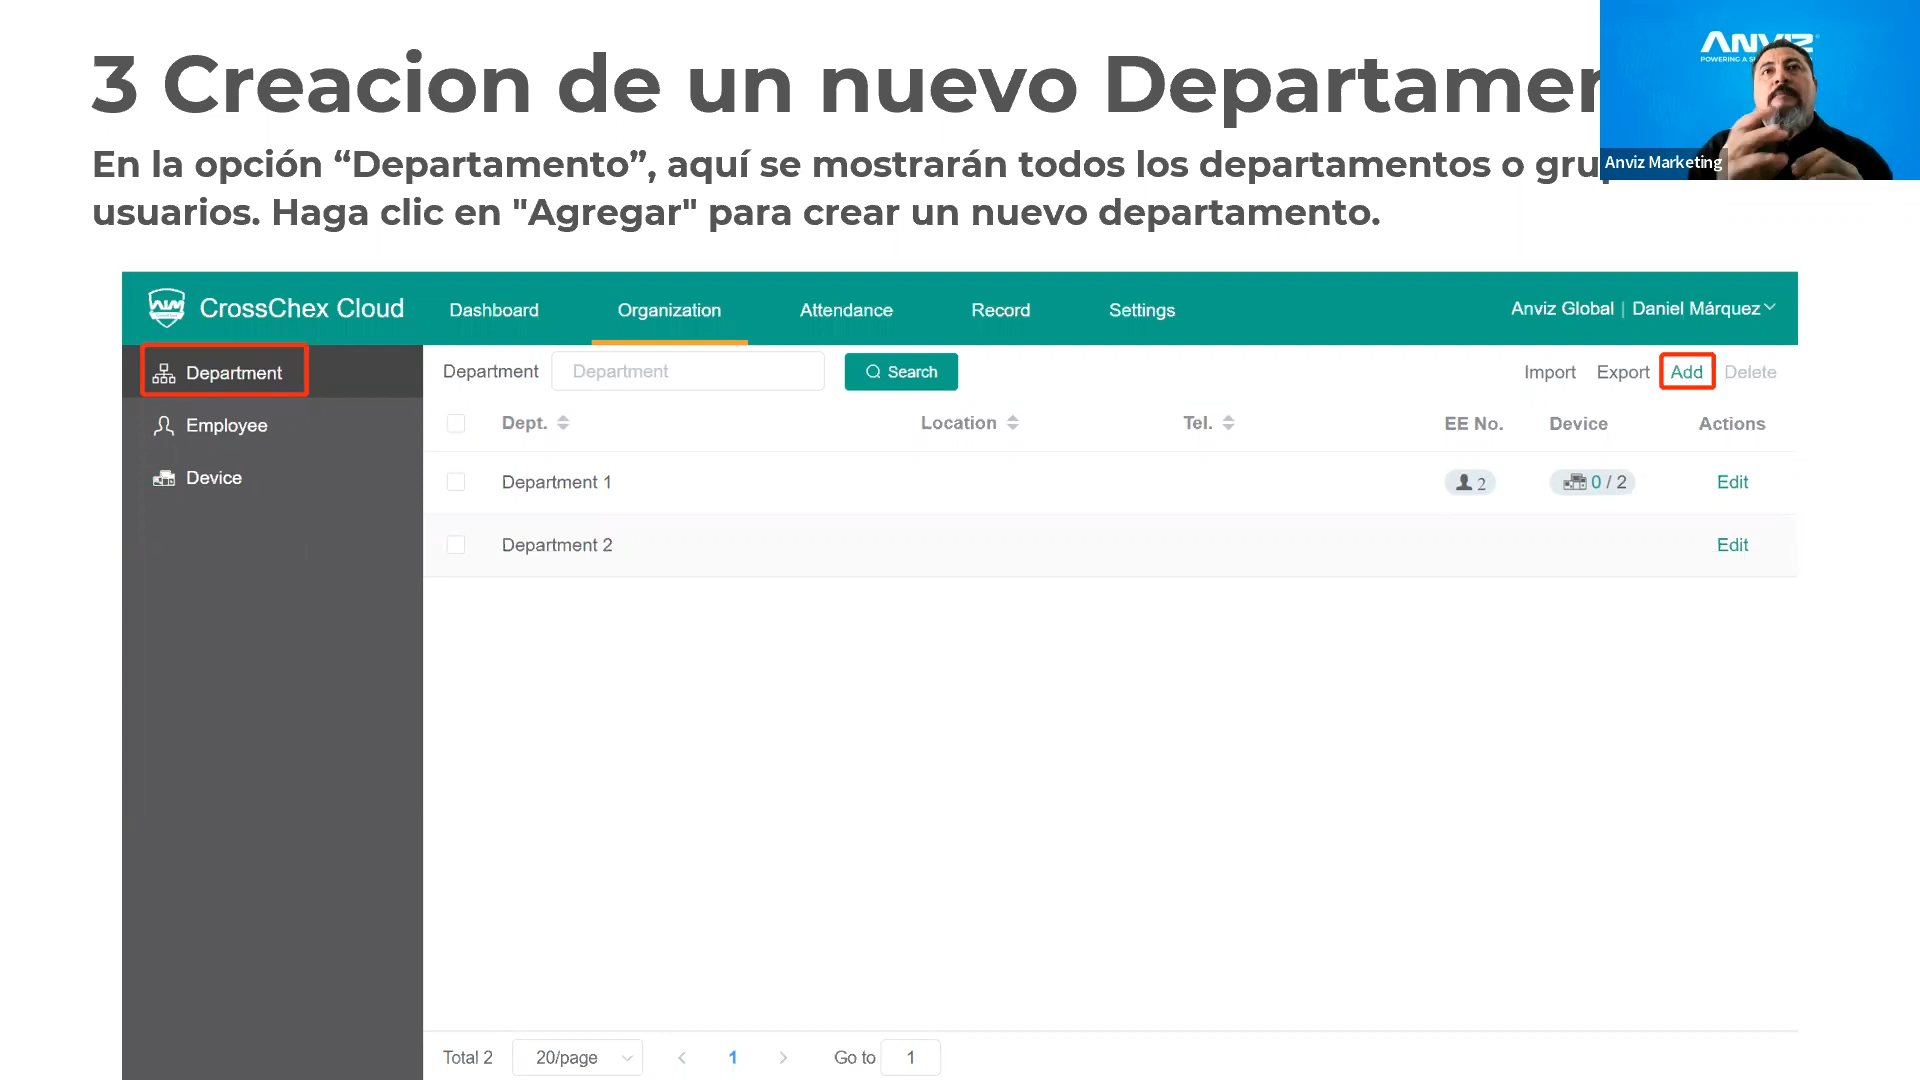 3 Creacion de un nuevo Departamen
En la opción “Departamento”, aquí se mostrarán todos los departamentos o gru
usuarios. Haga clic en "Agregar" para crear un nuevo departamento.
ANVIZ
Anviz Marketing
CrossChex Cloud
Dashboard
Organization
Attendance
Record
Settings
Anviz Global | Daniel Márquez
Department
Employee
Device
Department
Department
Search
Import
Export
Add
Delete
Dept.
Location
Tel.
EE No.
Device
Actions
Department 1
2
0 / 2
Edit
Department 2
Edit
Total 2
20/page
1
Go to
1